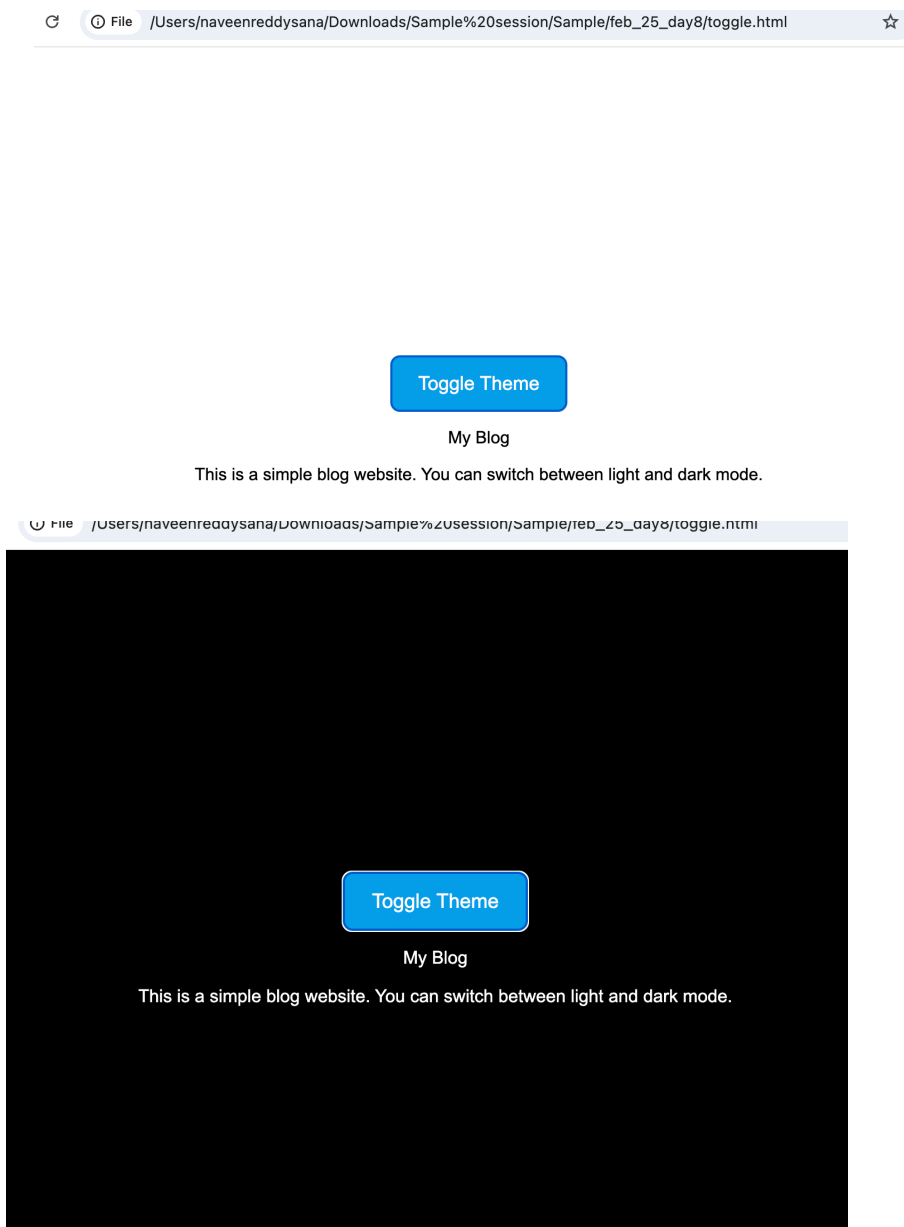 File /Users/naveenreddysana/Downloads/Sample%20session/Sample/feb_25_day8/toggle.html
Toggle Theme
My Blog
This is a simple blog website. You can switch between light and dark mode.
File /Users/naveenreddysana/Downloads/Sample%20session/Sample/feb_25_day8/toggle.html
Toggle Theme
My Blog
This is a simple blog website. You can switch between light and dark mode.